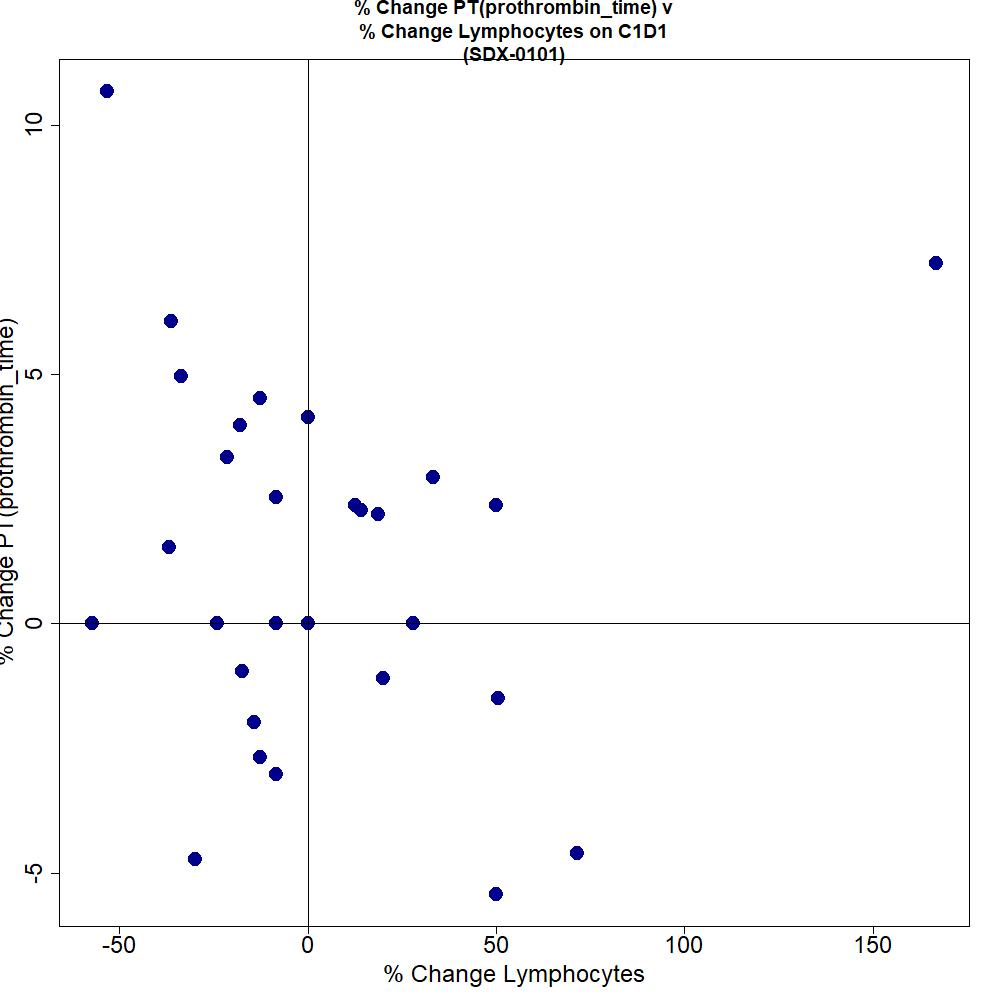 % Change PT(prothrombin_time) v
% Change Lymphocytes on C1D1
(SDX-0101)
10
5
0
-5
% Change PT(prothrombin_time)
-50
0
50
100
150
% Change Lymphocytes